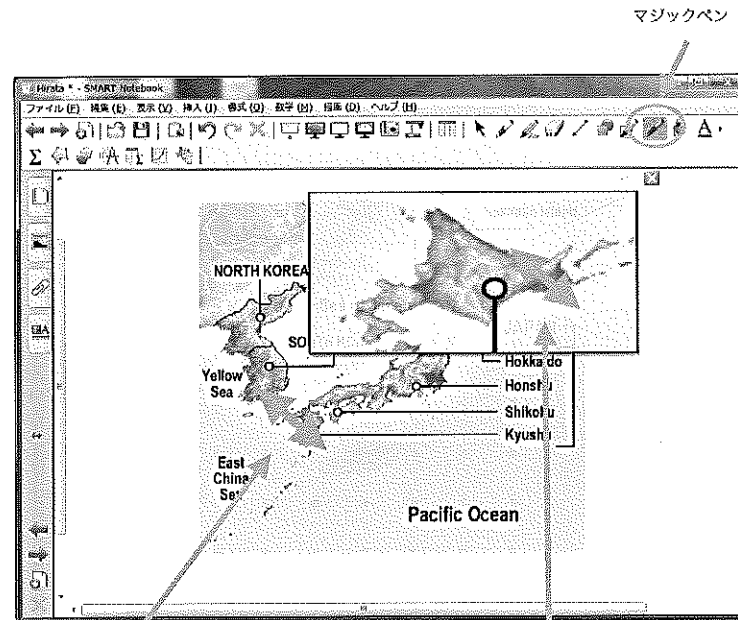 マジックペン
Hirata * - SMART Notebook
ファイル (F) 編集 (E) 表示 (V) 挿入 (I) 書式 (O) 数学 (M) 描画 (D) ヘルプ (H)
NORTH KOREA
SO
Yellow
Sea
Hokkaido
Honshu
Shikoku
Kyushu
East
China
Sea
Pacific Ocean